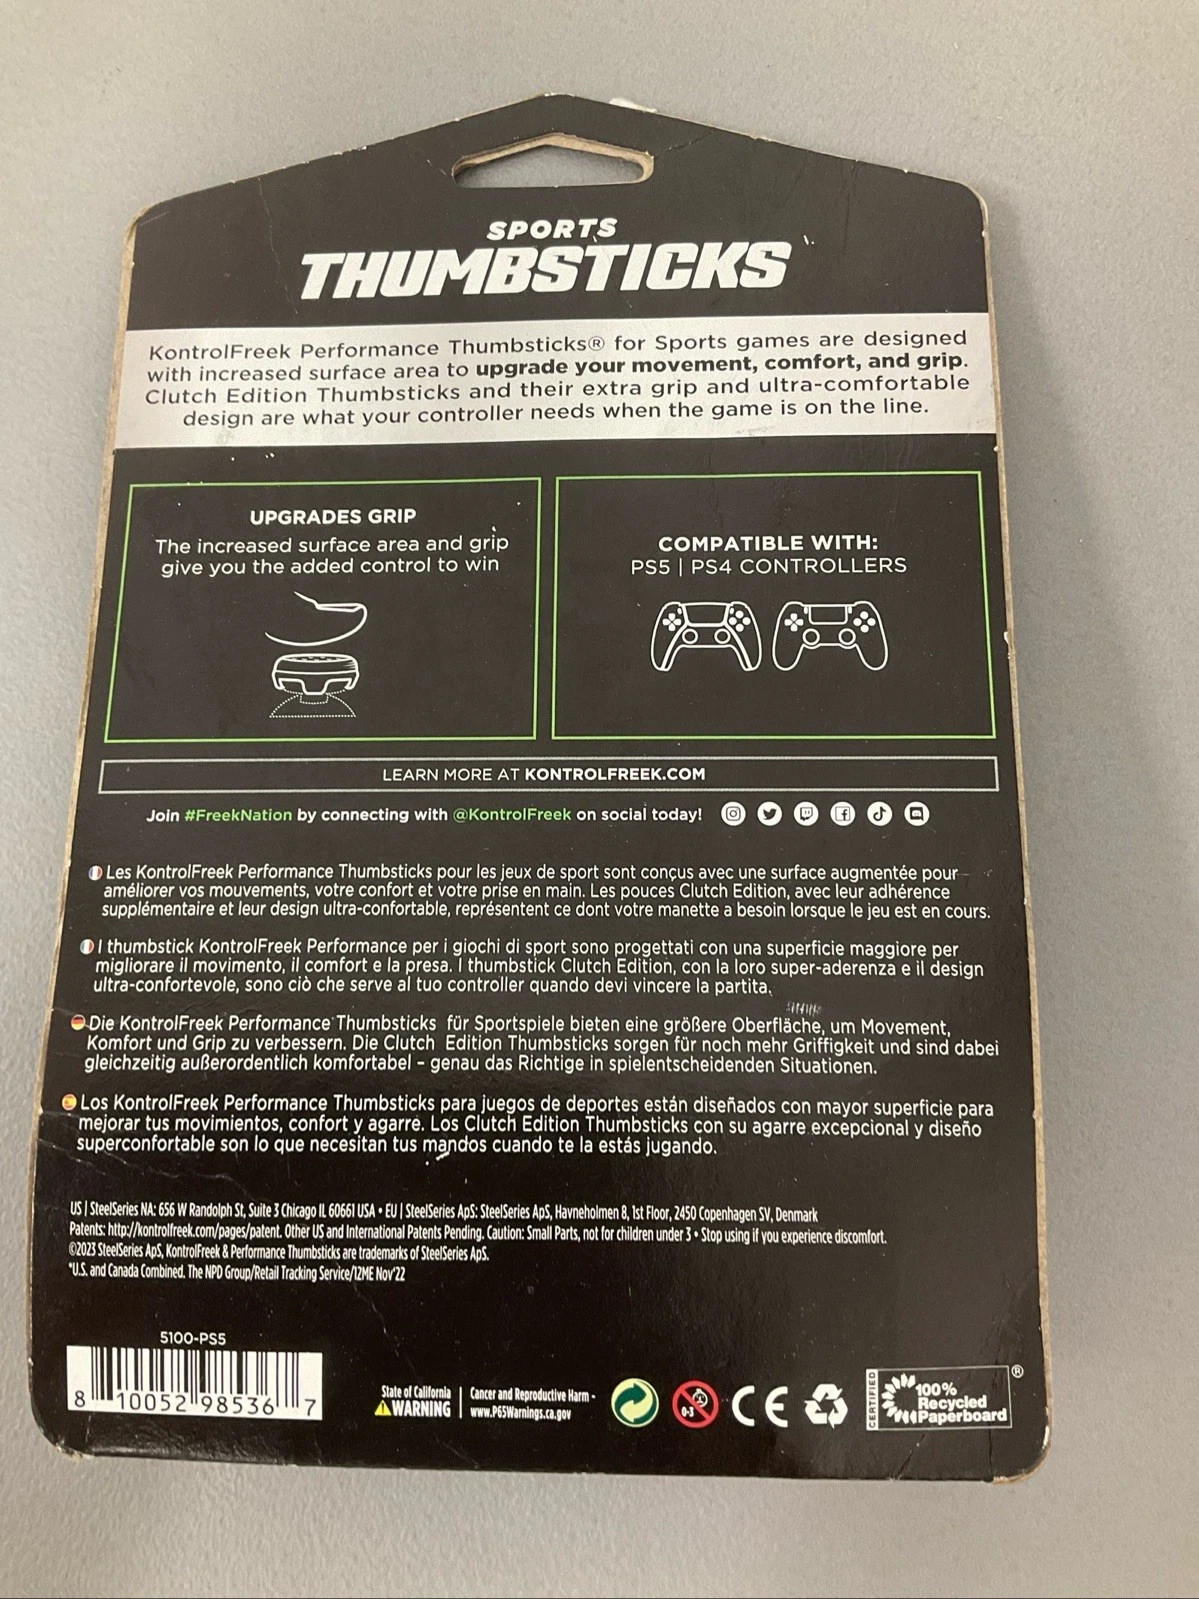 SPORTS
THUMBSTICKS
KontrolFreek Performance Thumbsticks® for Sports games are designed
with increased surface area to upgrade your movement, comfort, and grip.
Clutch Edition Thumbsticks and their extra grip and ultra-comfortable
design are what your controller needs when the game is on the line.
UPGRADES GRIP
The increased surface area and grip
give you the added control to win
COMPATIBLE WITH:
PS5 | PS4 CONTROLLERS
LEARN MORE AT KONTROLFREEK.COM
Join #FreekNation by connecting with @KontrolFreek on social today!
Les KontrolFreek Performance Thumbsticks pour les jeux de sport sont conçus avec une surface augmentée pour
améliorer vos mouvements, votre confort et votre prise en main. Les pouces Clutch Edition, avec leur adhérence
supplémentaire et leur design ultra-confortable, représentent ce dont votre manette a besoin lorsque le jeu est en cours.
I thumbstick KontrolFreek Performance per i giochi di sport sono progettati con una superficie maggiore per
migliorare il movimento, il comfort e la presa. I thumbstick Clutch Edition, con la loro super-aderenza e il design
ultra-confortevole, sono ciò che serve al tuo controller quando devi vincere la partita.
Die KontrolFreek Performance Thumbsticks für Sportspiele bieten eine größere Oberfläche, um Movement,
Komfort und Grip zu verbessern. Die Clutch Edition Thumbsticks sorgen für noch mehr Griffigkeit und sind dabei
gleichzeitig außerordentlich komfortabel – genau das Richtige in spielentscheidenden Situationen.
Los KontrolFreek Performance Thumbsticks para juegos de deportes están diseñados con mayor superficie para
mejorar tus movimientos, confort y agarre. Los Clutch Edition Thumbsticks con su agarre excepcional y diseño
superconfortable son lo que necesitan tus mandos cuando te la estás jugando.
US | SteelSeries NA: 656 W Randolph St, Suite 3 Chicago IL 60661 USA • EU | SteelSeries ApS: SteelSeries ApS, Havneholmen 8, 1st Floor, 2450 Copenhagen SV, Denmark
Patents: http://kontrolfreek.com/pages/patent. Other US and International Patents Pending. Caution: Small Parts, not for children under 3 • Stop using if you experience discomfort.
©2023 SteelSeries ApS, KontrolFreek & Performance Thumbsticks are trademarks of SteelSeries ApS.
*U.S. and Canada Combined. The NPD Group/Retail Tracking Service/12ME Nov'22
5100-PS5
8 10052 98536 7
State of California | Cancer and Reproductive Harm -
WARNING | www.P65Warnings.ca.gov
0-3
CE
CERTIFIED
100%
Recycled
Paperboard
®